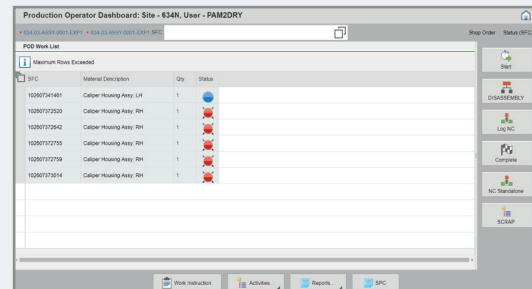 Production Operator Dashboard: Site - 634N, User - PAM2DRY
634-03-ASSY-0001-EXP1 634-03-ASSY-0001-EXP1 SFC: Shop Order: Status (SFC
POD Work List
Maximum Rows Exceeded
SFC Material Description Qty Status
102607341461 Caliper Housing Assy; LH 1
102607372520 Caliper Housing Assy; RH 1
102607372642 Caliper Housing Assy; RH 1
102607372755 Caliper Housing Assy; RH 1
102607372759 Caliper Housing Assy; RH 1
102607373014 Caliper Housing Assy; RH 1
Start
DISASSEMBLY
Log NC
Complete
NC Standalone
SCRAP
Work Instruction Activities... Reports... SPC